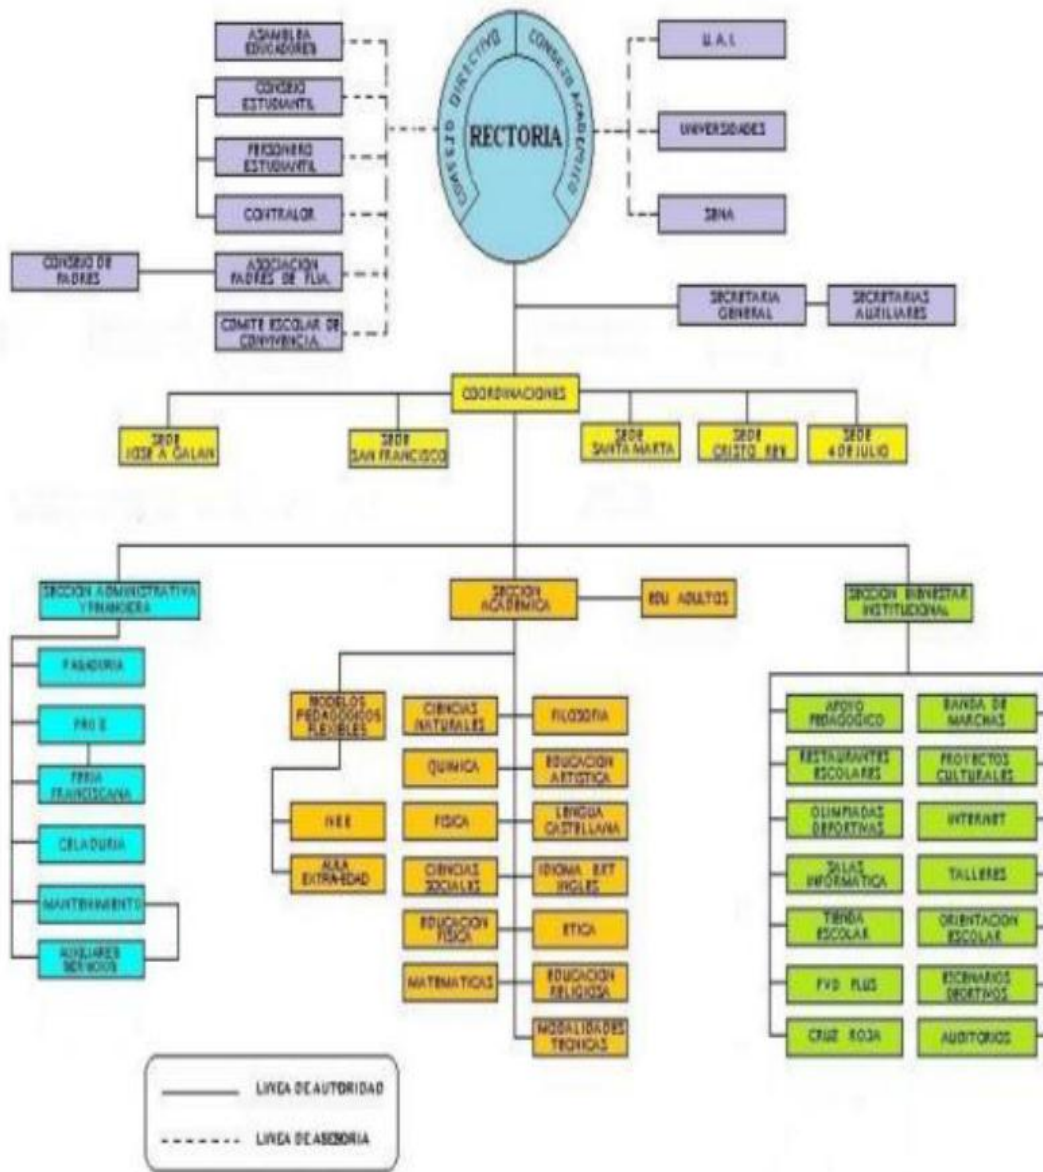 ASAMBLEA
EDUCADORES
CONSEJO
ESTUDIANTIL
PERSONERO
ESTUDIANTIL
CONTRALOR
ASOCIACION
PADRES DE FLIA.
CONSEJO DE
PADRES
COMITE ESCOLAR DE
CONVIVENCIA.
CONSEJO DIRECTIVO
CONSEJO ACADEMICO
RECTORIA
U.A.I.
UNIVERSIDADES
SENA
SECRETARIA
GENERAL
SECRETARIAS
AUXILIARES
COORDINACIONES
SEDE
JOSE A GALAN
SEDE
SAN FRANCISCO
SEDE
SANTA MARTA
SEDE
CRISTO REY
SEDE
4 DE JULIO
SECCION ADMINISTRATIVA
Y FINANCIERA
PAGADURIA
FERIA
FRANCISCANA
CELADURIA
MANTENIMIENTO
AUXILIARES
SERVICIOS
SECCION
ACADEMICA
EDU ADULTOS
MODELOS
PEDAGOGICOS
FLEXIBLES
N.E.E
AULA
EXTRA-EDAD
CIENCIAS
NATURALES
QUIMICA
FISICA
CIENCIAS
SOCIALES
EDUCACION
FISICA
MATEMATICAS
FILOSOFIA
EDUCACION
ARTISTICA
LENGUA
CASTELLANA
IDIOMA EXT
INGLES
ETICA
EDUCACION
RELIGIOSA
MODALIDADES
TECNICAS
SECCION BIENESTAR
INSTITUCIONAL
APOYO
PEDAGOGICO
RESTAURANTES
ESCOLARES
OLIMPIADAS
DEPORTIVAS
SALAS
INFORMATICA
TIENDA
ESCOLAR
PVD PLUS
CRUZ ROJA
BANDA DE
MARCHAS
PROYECTOS
CULTURALES
INTERNET
TALLERES
ORIENTACION
ESCOLAR
ESCENARIOS
DEORTIVOS
AUDITORIOS
LINEA DE AUTORIDAD
LINEA DE ASESORIA